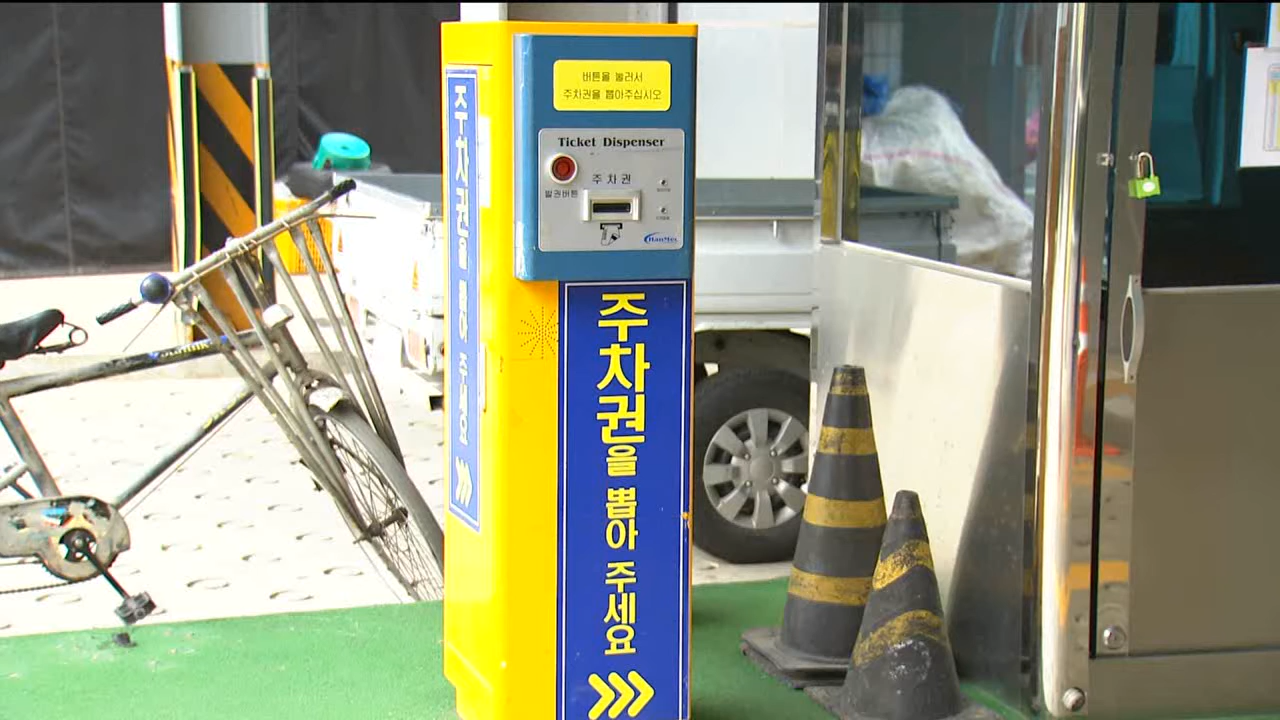 버튼을 눌러서
주차권을 뽑아주십시오
Ticket Dispenser
주차권
발권버튼
HanMec
주차권을 뽑아 주세요
주차권을 뽑아 주세요